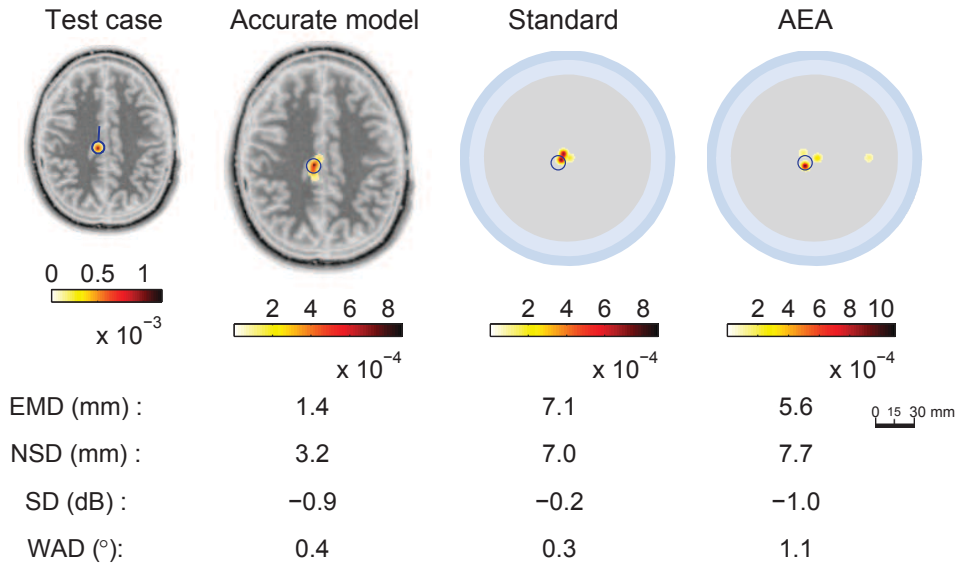 Test case Accurate model Standard AEA
0 0.5 1
x 10⁻³
2 4 6 8
x 10⁻⁴
2 4 6 8
x 10⁻⁴
2 4 6 8 10
x 10⁻⁴
EMD (mm) : 1.4 7.1 5.6
0 15 30 mm
NSD (mm) : 3.2 7.0 7.7
SD (dB) : −0.9 −0.2 −1.0
WAD (°): 0.4 0.3 1.1